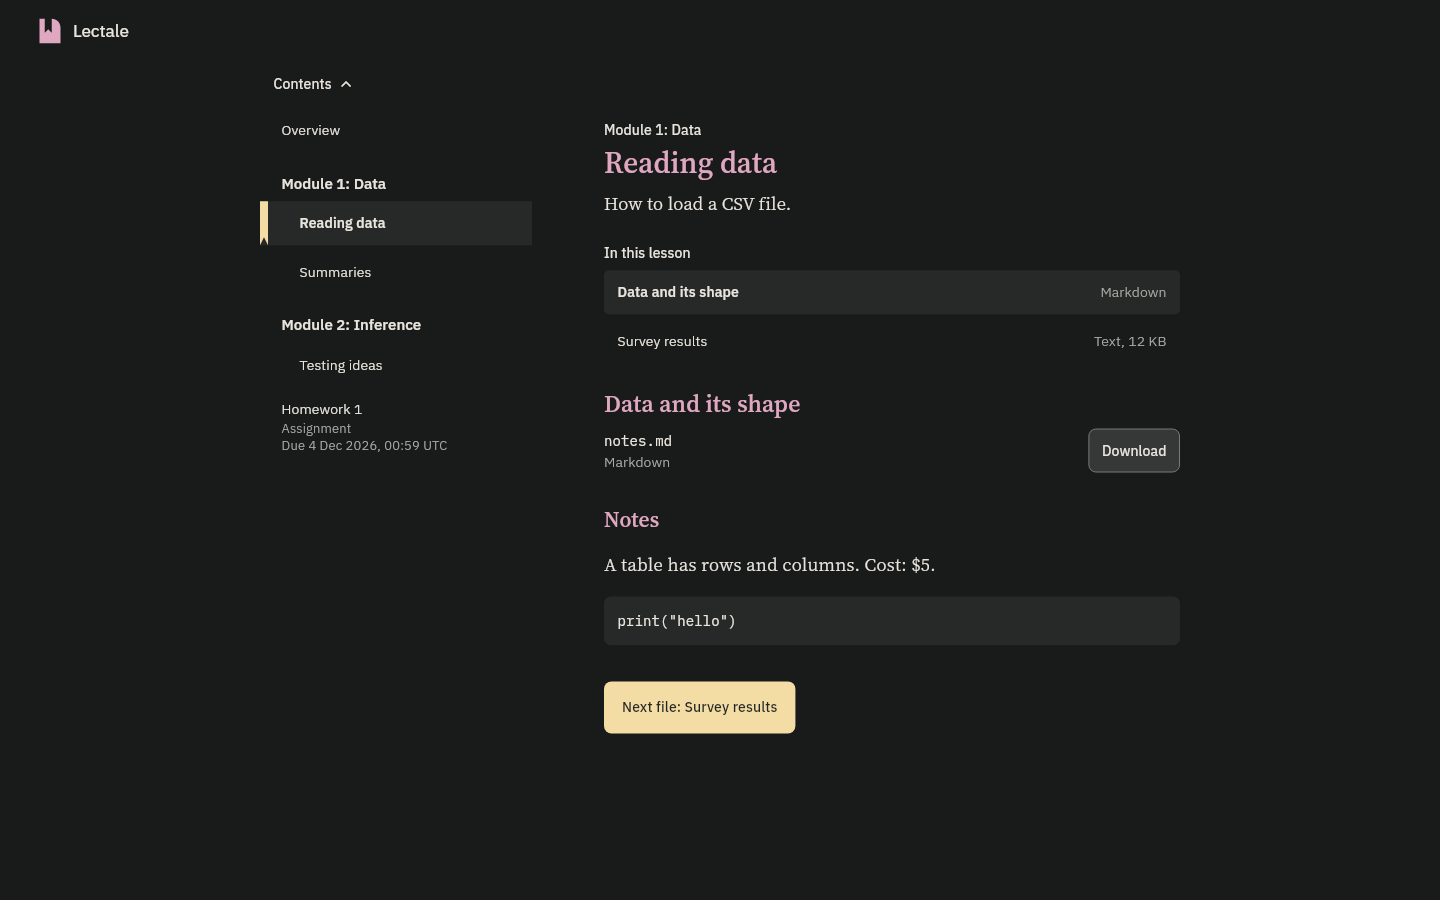 Lectale
Contents
Overview
Module 1: Data
Reading data
Summaries
Module 2: Inference
Testing ideas
Homework 1
Assignment
Due 4 Dec 2026, 00:59 UTC
Module 1: Data
Reading data
How to load a CSV file.
In this lesson
Data and its shape Markdown
Survey results Text, 12 KB
Data and its shape
notes.md
Markdown
Download
Notes
A table has rows and columns. Cost: $5.
print("hello")
Next file: Survey results